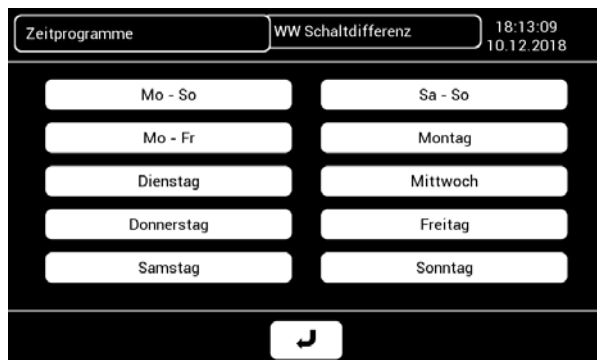 Zeitprogramme
WW Schaltdifferenz
18:13:09
10.12.2018
Mo - So
Sa - So
Mo - Fr
Montag
Dienstag
Mittwoch
Donnerstag
Freitag
Samstag
Sonntag